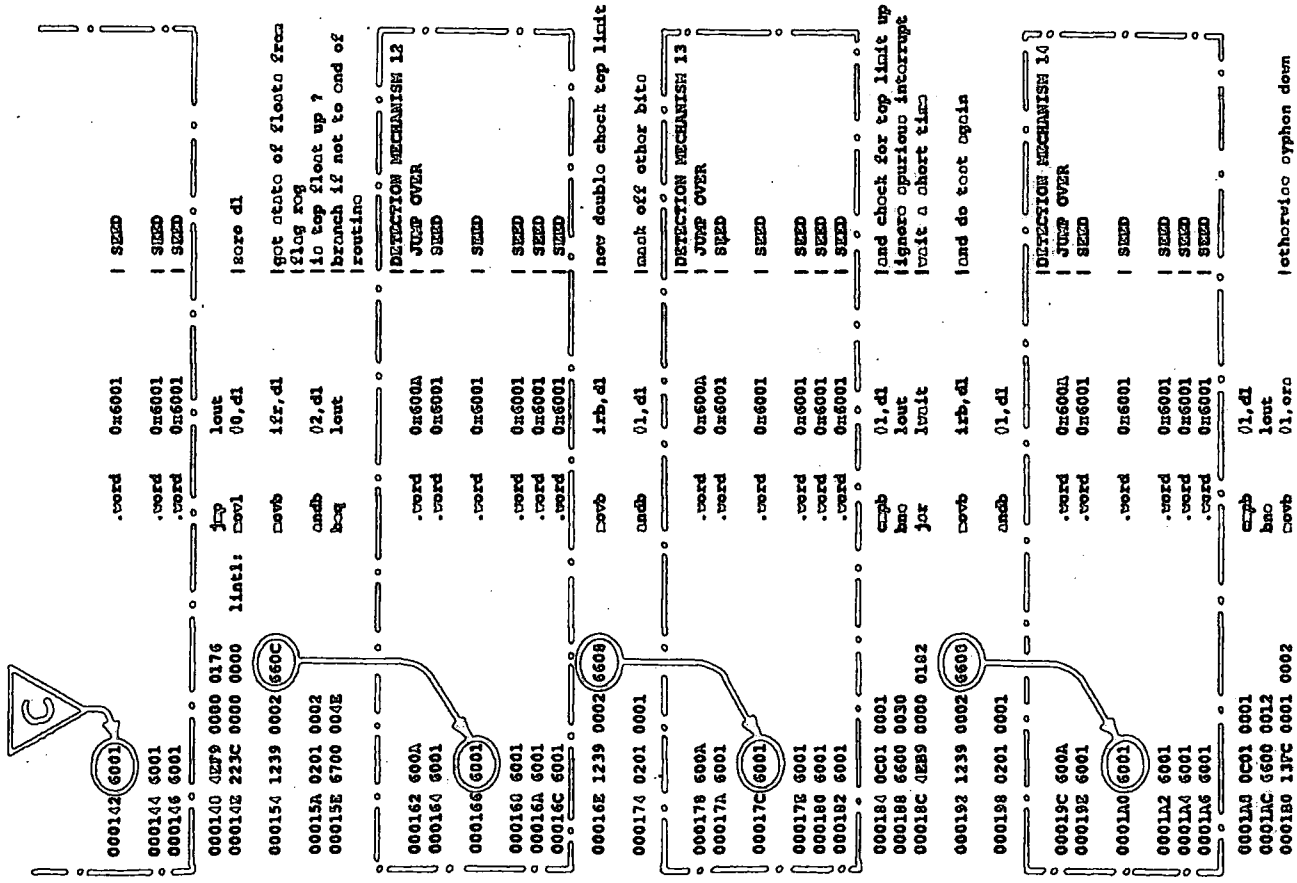 C
000142 6001 .word 0x6001 | SEED
000144 6001 .word 0x6001 | SEED
000146 6001 .word 0x6001 | SEED
000148 4EF9 0000 0176 jmp lout
00014E 223C 0000 0000 lint1: movl #0,d1 |zero d1
000154 1239 0002 660C movb ifr,d1 |get state of floats from
|flag reg
00015A 0201 0002 andb #2,d1 |is top float up ?
00015E 6700 004E beq lout |branch if not to end of
|routine
|DETECTION MECHANISM 12
000162 600A .word 0x600A | JUMP OVER
000164 6001 .word 0x6001 | SEED
000166 6001 .word 0x6001 | SEED
000168 6001 .word 0x6001 | SEED
00016A 6001 .word 0x6001 | SEED
00016C 6001 .word 0x6001 | SEED
00016E 1239 0002 6608 movb irb,d1 |now double check top limit
000174 0201 0001 andb #1,d1 |mask off other bits
|DETECTION MECHANISM 13
000178 600A .word 0x600A | JUMP OVER
00017A 6001 .word 0x6001 | SEED
00017C 6001 .word 0x6001 | SEED
00017E 6001 .word 0x6001 | SEED
000180 6001 .word 0x6001 | SEED
000182 6001 .word 0x6001 | SEED
000184 0C01 0001 cmpb #1,d1 |and check for top limit up
000188 6600 0030 bne lout |ignore spurious interrupt
00018C 4EB9 0000 0182 jsr lwait |wait a short time
000192 1239 0002 6608 movb irb,d1 |and do test again
000198 0201 0001 andb #1,d1
|DETECTION MECHANISM 14
00019C 600A .word 0x600A | JUMP OVER
00019E 6001 .word 0x6001 | SEED
0001A0 6001 .word 0x6001 | SEED
0001A2 6001 .word 0x6001 | SEED
0001A4 6001 .word 0x6001 | SEED
0001A6 6001 .word 0x6001 | SEED
0001A8 0C01 0001 cmpb #1,d1
0001AC 6600 0012 bne lout
0001B0 13FC 0001 0002 movb #1,ora |otherwise syphon down